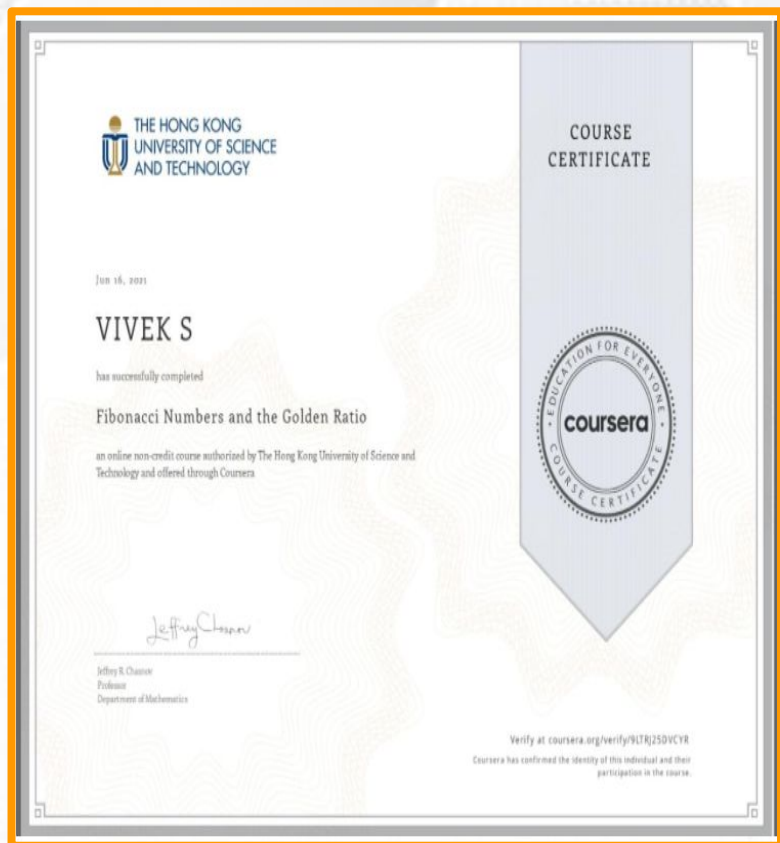 THE HONG KONG
UNIVERSITY OF SCIENCE
AND TECHNOLOGY
COURSE
CERTIFICATE
Jun 16, 2021
VIVEK S
has successfully completed
Fibonacci Numbers and the Golden Ratio
an online non-credit course authorized by The Hong Kong University of Science and
Technology and offered through Coursera
EDUCATION FOR EVERYONE
coursera
COURSE CERTIFICATE
Jeffrey Chasnov
Jeffrey R. Chasnov
Professor
Department of Mathematics
Verify at coursera.org/verify/9LTRJ25DVCYR
Coursera has confirmed the identity of this individual and their
participation in the course.